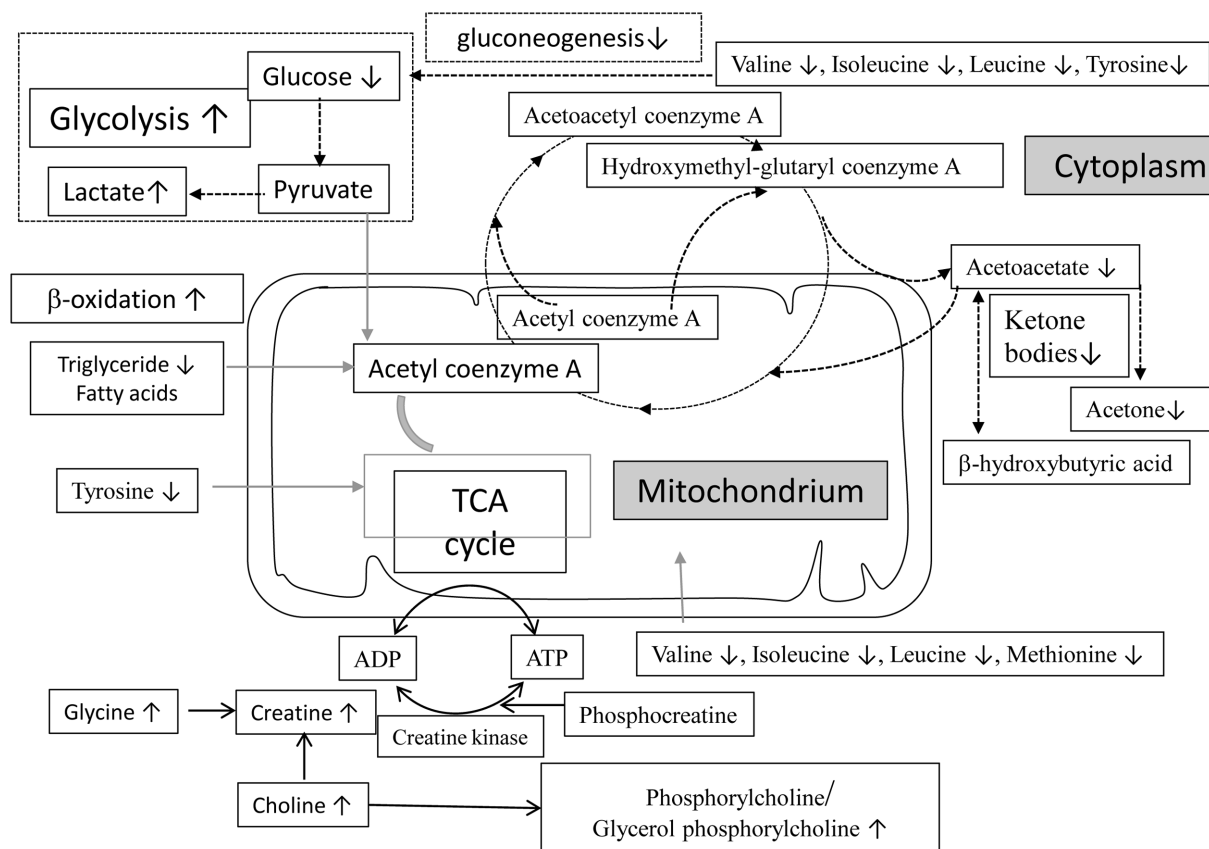 gluconeogenesis↓
Valine ↓, Isoleucine ↓, Leucine ↓, Tyrosine↓
Glucose ↓
Glycolysis ↑
Lactate↑
Pyruvate
Acetoacetyl coenzyme A
Hydroxymethyl-glutaryl coenzyme A
Cytoplasm
Acetoacetate ↓
Ketone
bodies↓
Acetone↓
β-hydroxybutyric acid
β-oxidation ↑
Acetyl coenzyme A
Triglyceride ↓
Fatty acids
Acetyl coenzyme A
Tyrosine ↓
TCA
cycle
Mitochondrium
ADP
ATP
Valine ↓, Isoleucine ↓, Leucine ↓, Methionine ↓
Glycine ↑
Creatine ↑
Creatine kinase
Phosphocreatine
Choline ↑
Phosphorylcholine/
Glycerol phosphorylcholine ↑